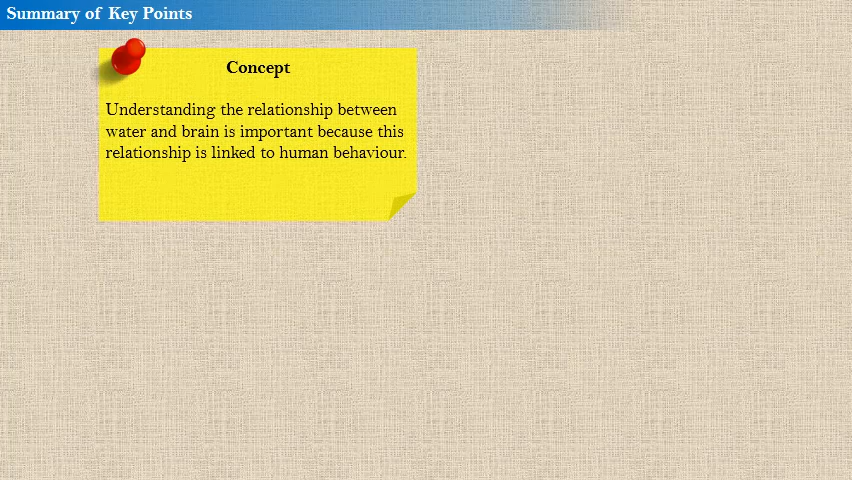 Summary of Key Points
Concept
Understanding the relationship between
water and brain is important because this
relationship is linked to human behaviour.